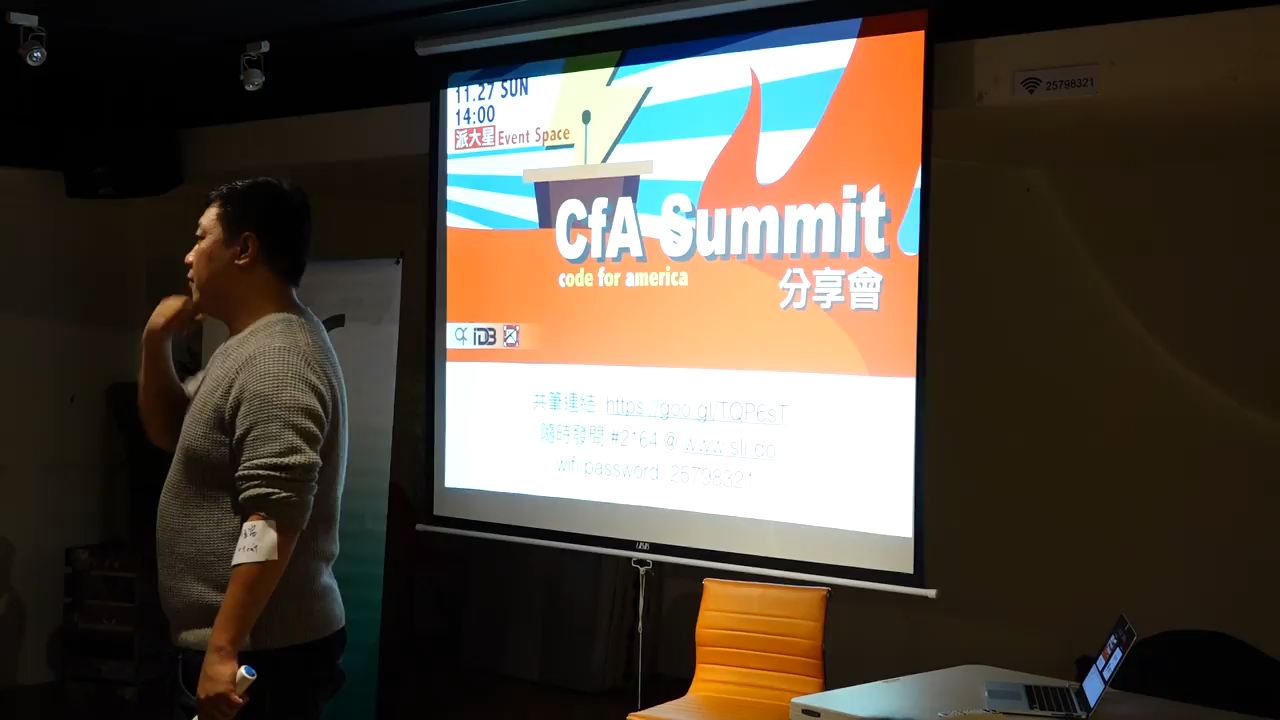 11.27 SUN
14:00
派大星 Event Space
CfA Summit
code for america
分享會
iDB
共筆連結 https://goo.gl/TQP6sT
隨時發問 #2164 @ www.sli.do
wifi password 25798321
25798321